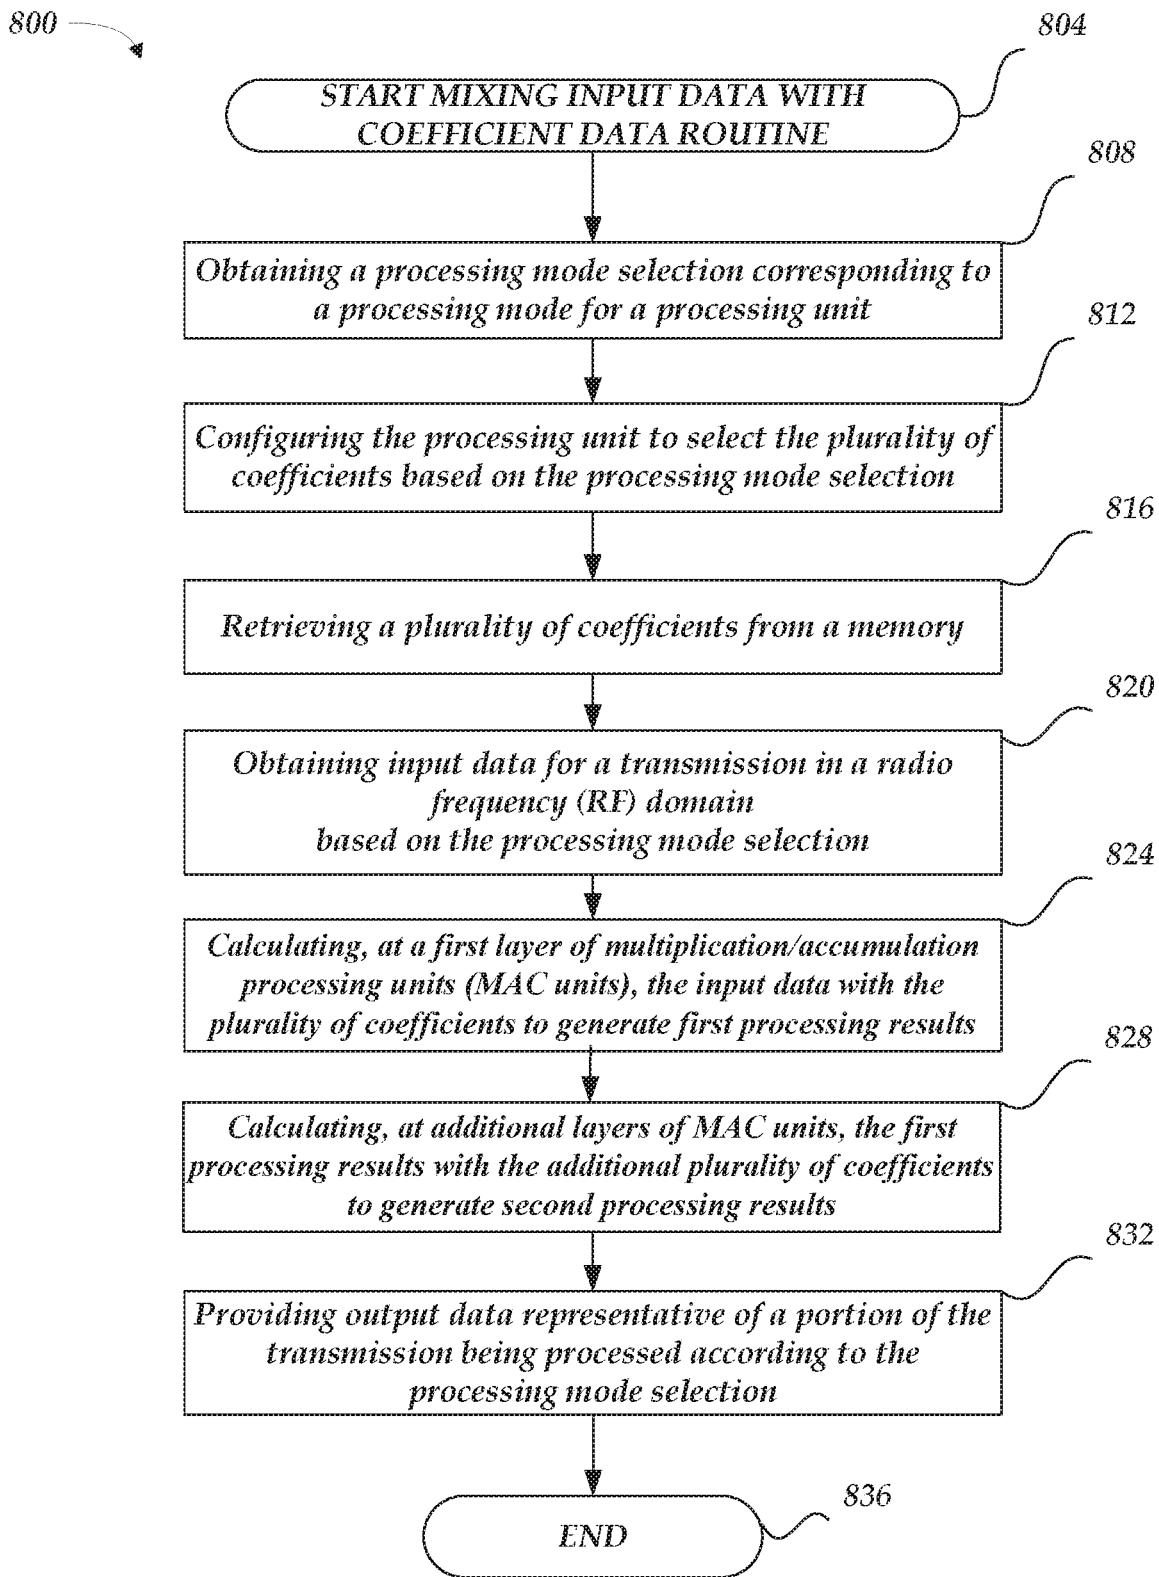 800
804
START MIXING INPUT DATA WITH
COEFFICIENT DATA ROUTINE
808
Obtaining a processing mode selection corresponding to
a processing mode for a processing unit
812
Configuring the processing unit to select the plurality of
coefficients based on the processing mode selection
816
Retrieving a plurality of coefficients from a memory
820
Obtaining input data for a transmission in a radio
frequency (RF) domain
based on the processing mode selection
824
Calculating, at a first layer of multiplication/accumulation
processing units (MAC units), the input data with the
plurality of coefficients to generate first processing results
828
Calculating, at additional layers of MAC units, the first
processing results with the additional plurality of coefficients
to generate second processing results
832
Providing output data representative of a portion of the
transmission being processed according to the
processing mode selection
836
END